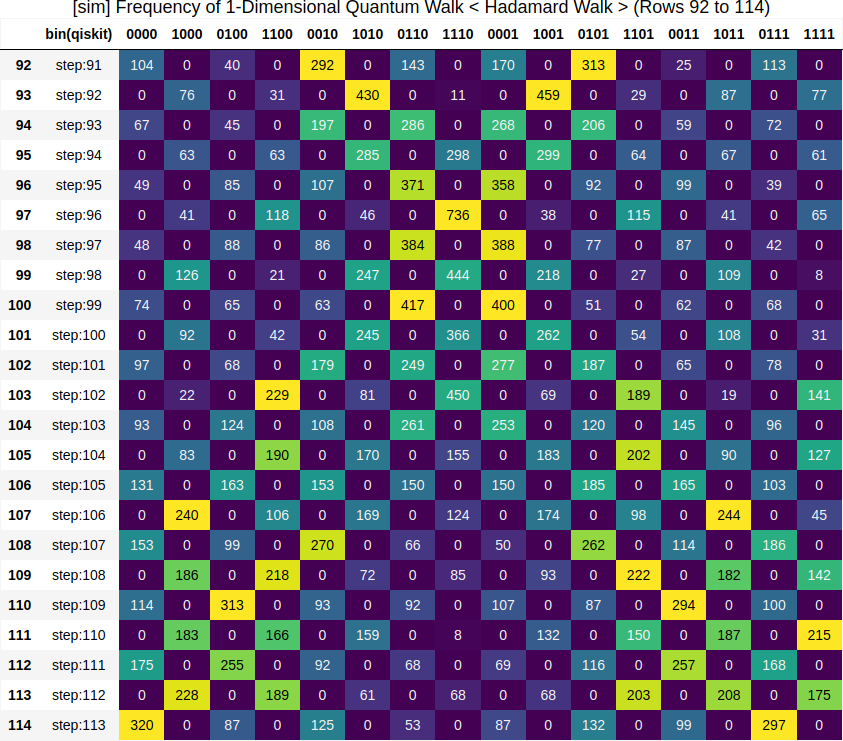 [sim] Frequency of 1-Dimensional Quantum Walk < Hadamard Walk > (Rows 92 to 114)
bin(qiskit) 0000 1000 0100 1100 0010 1010 0110 1110 0001 1001 0101 1101 0011 1011 0111 1111
92 step:91 104 0 40 0 292 0 143 0 170 0 313 0 25 0 113 0
93 step:92 0 76 0 31 0 430 0 11 0 459 0 29 0 87 0 77
94 step:93 67 0 45 0 197 0 286 0 268 0 206 0 59 0 72 0
95 step:94 0 63 0 63 0 285 0 298 0 299 0 64 0 67 0 61
96 step:95 49 0 85 0 107 0 371 0 358 0 92 0 99 0 39 0
97 step:96 0 41 0 118 0 46 0 736 0 38 0 115 0 41 0 65
98 step:97 48 0 88 0 86 0 384 0 388 0 77 0 87 0 42 0
99 step:98 0 126 0 21 0 247 0 444 0 218 0 27 0 109 0 8
100 step:99 74 0 65 0 63 0 417 0 400 0 51 0 62 0 68 0
101 step:100 0 92 0 42 0 245 0 366 0 262 0 54 0 108 0 31
102 step:101 97 0 68 0 179 0 249 0 277 0 187 0 65 0 78 0
103 step:102 0 22 0 229 0 81 0 450 0 69 0 189 0 19 0 141
104 step:103 93 0 124 0 108 0 261 0 253 0 120 0 145 0 96 0
105 step:104 0 83 0 190 0 170 0 155 0 183 0 202 0 90 0 127
106 step:105 131 0 163 0 153 0 150 0 150 0 185 0 165 0 103 0
107 step:106 0 240 0 106 0 169 0 124 0 174 0 98 0 244 0 45
108 step:107 153 0 99 0 270 0 66 0 50 0 262 0 114 0 186 0
109 step:108 0 186 0 218 0 72 0 85 0 93 0 222 0 182 0 142
110 step:109 114 0 313 0 93 0 92 0 107 0 87 0 294 0 100 0
111 step:110 0 183 0 166 0 159 0 8 0 132 0 150 0 187 0 215
112 step:111 175 0 255 0 92 0 68 0 69 0 116 0 257 0 168 0
113 step:112 0 228 0 189 0 61 0 68 0 68 0 203 0 208 0 175
114 step:113 320 0 87 0 125 0 53 0 87 0 132 0 99 0 297 0